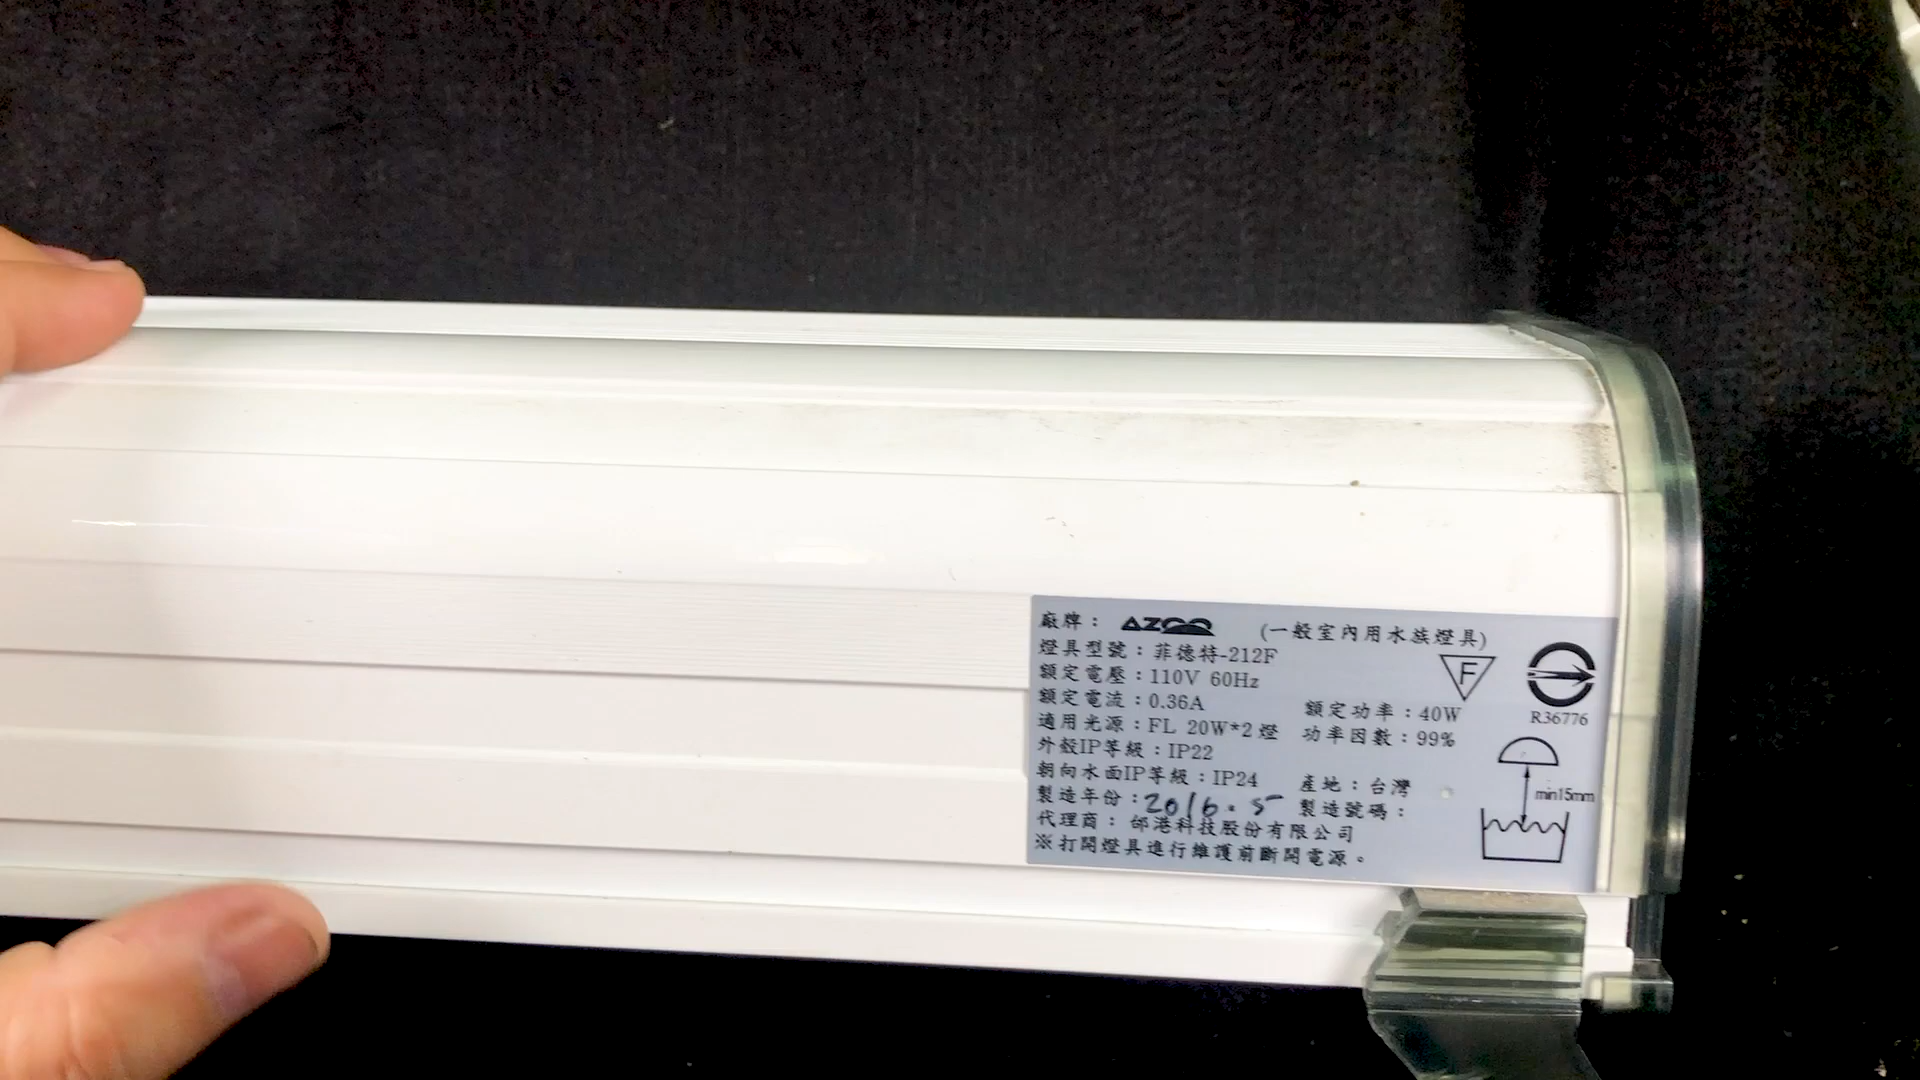 廠牌： AZOO (一般室內用水族燈具)
燈具型號：菲德特-212F
F
額定電壓：110V 60Hz
額定電流：0.36A 額定功率：40W
R36776
適用光源：FL 20W*2燈 功率因數：99%
外殼IP等級：IP22
朝向水面IP等級：IP24 產地：台灣
min15mm
製造年份：2016.5 製造號碼：
代理商：邰港科技股份有限公司
※打開燈具進行維護前斷開電源。